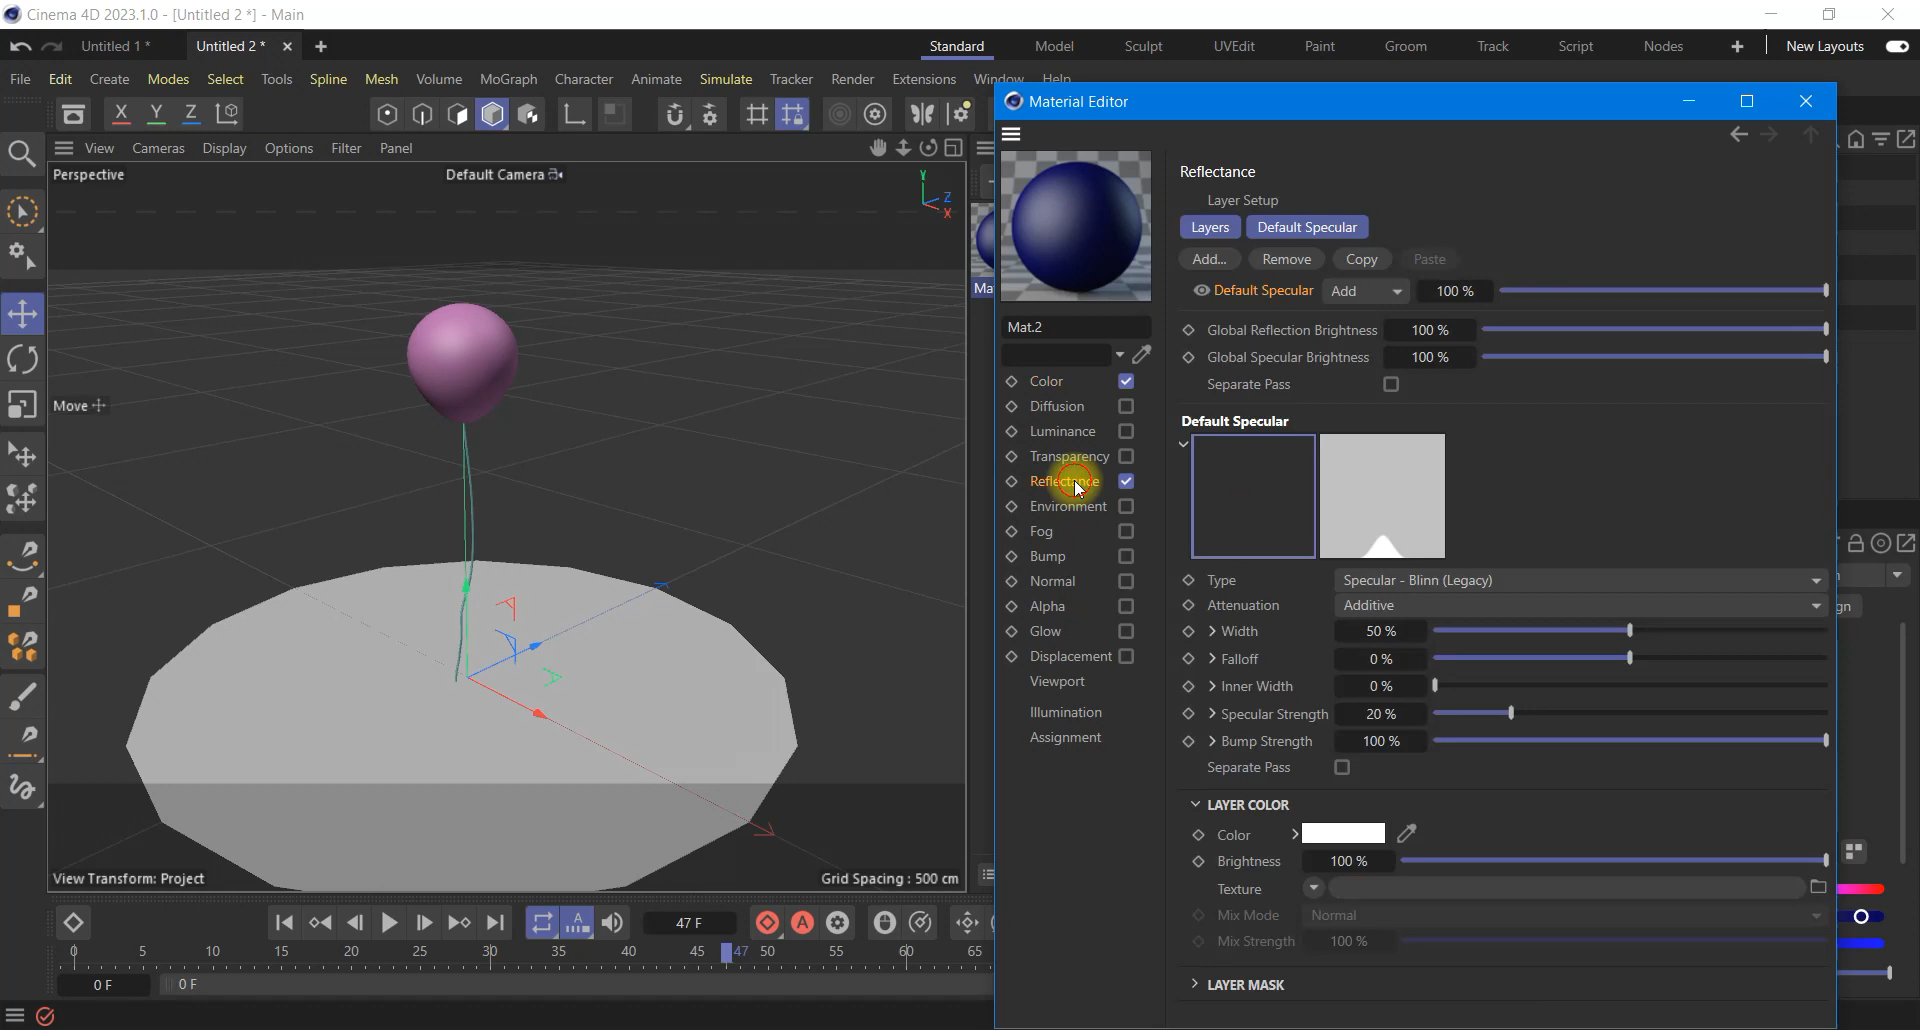 Cinema 4D 2023.1.0 - [Untitled 2 *] - Main
Untitled 1 *
Untitled 2 *
Standard
Model
Sculpt
UVEdit
Paint
Groom
Track
Script
Nodes
New Layouts
File Edit Create Modes Select Tools Spline Mesh Volume MoGraph Character Animate Simulate Tracker Render Extensions Window Help
X Y Z
View Cameras Display Options Filter Panel
Perspective
Default Camera
Y
Z
X
Move
View Transform: Project
Grid Spacing : 500 cm
47 F
0 5 10 15 20 25 30 35 40 45 47 50 55 60 65
0 F
0 F
Material Editor
Mat.2
Color
Diffusion
Luminance
Transparency
Reflectance
Environment
Fog
Bump
Normal
Alpha
Glow
Displacement
Viewport
Illumination
Assignment
Reflectance
Layer Setup
Layers Default Specular
Add... Remove Copy Paste
Default Specular Add 100 %
Global Reflection Brightness 100 %
Global Specular Brightness 100 %
Separate Pass
Default Specular
Type Specular - Blinn (Legacy)
Attenuation Additive
Width 50 %
Falloff 0 %
Inner Width 0 %
Specular Strength 20 %
Bump Strength 100 %
Separate Pass
LAYER COLOR
Color
Brightness 100 %
Texture
Mix Mode Normal
Mix Strength 100 %
LAYER MASK